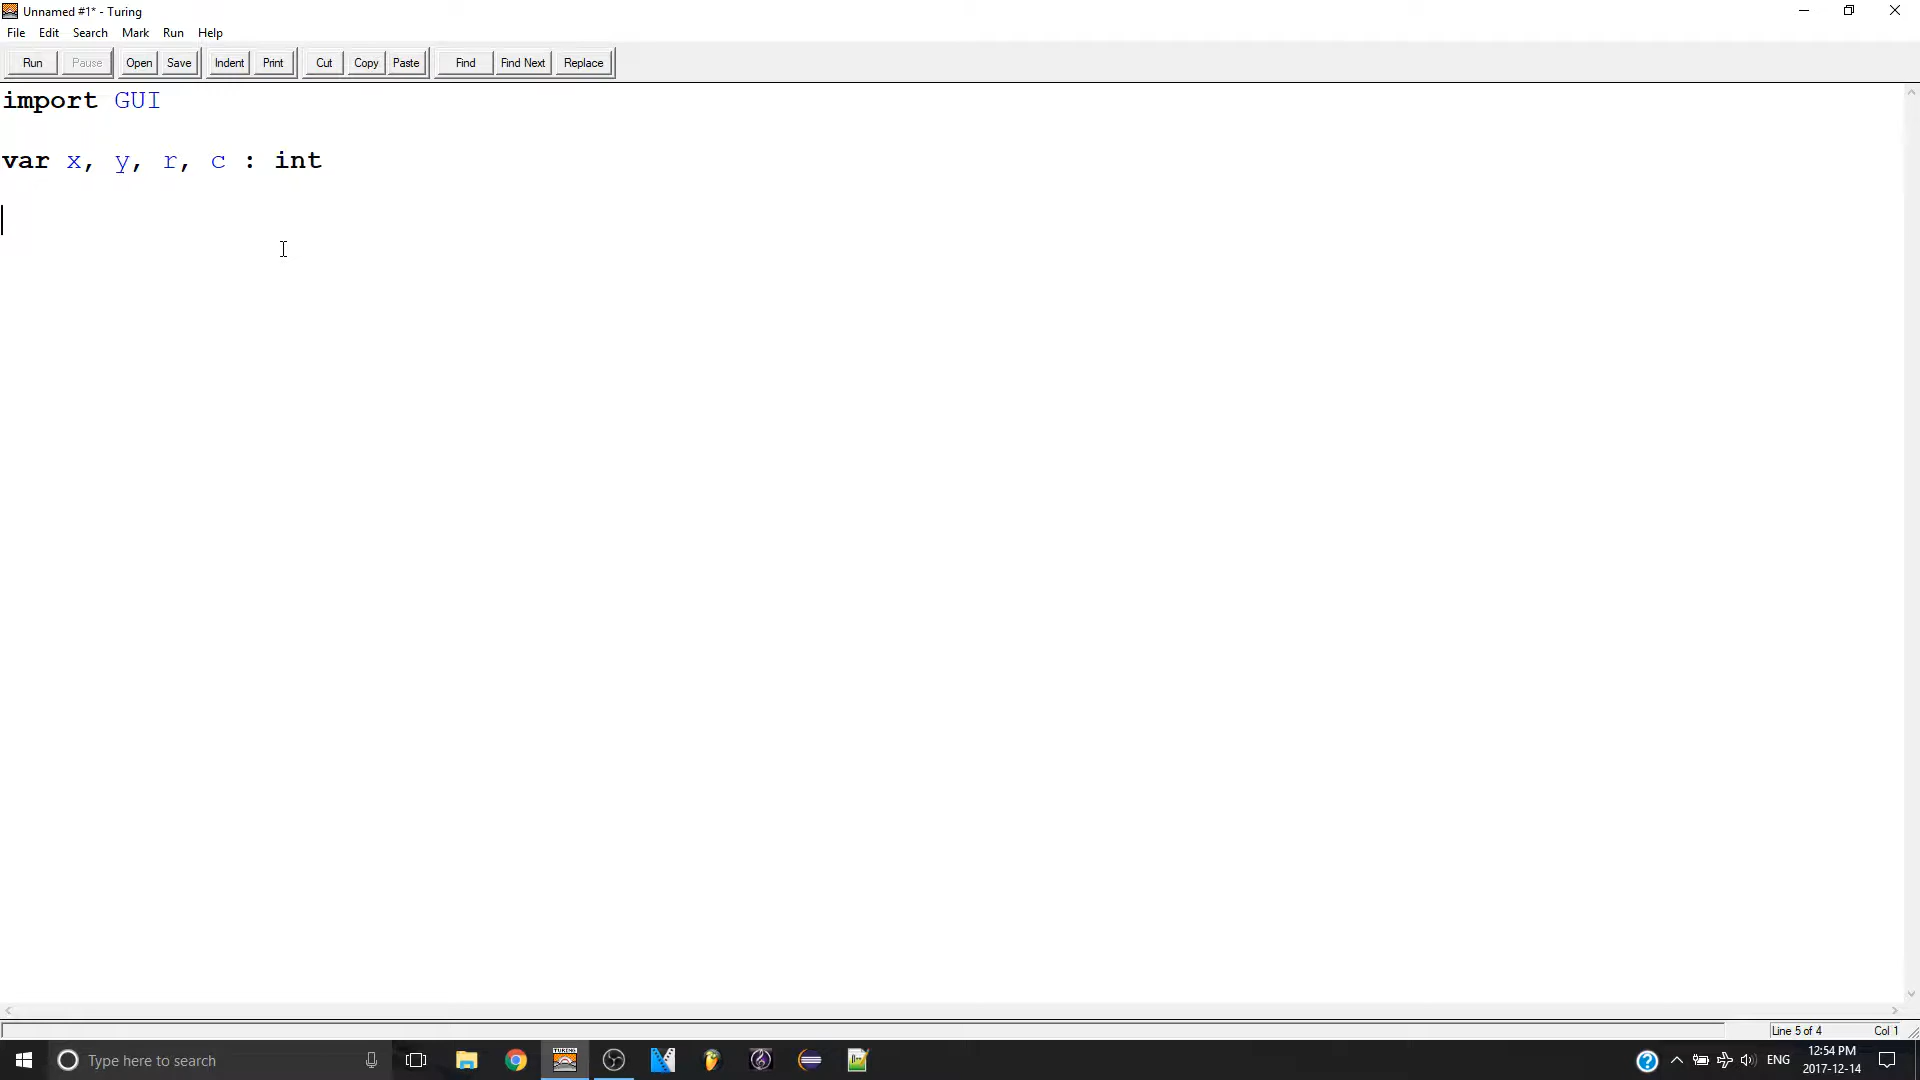 Unnamed #1* - Turing
File Edit Search Mark Run Help
Run Pause Open Save Indent Print Cut Copy Paste Find Find Next Replace
import GUI
var x, y, r, c : int
Line 5 of 4 Col 1
Type here to search
TURING
ENG
12:54 PM
2017-12-14